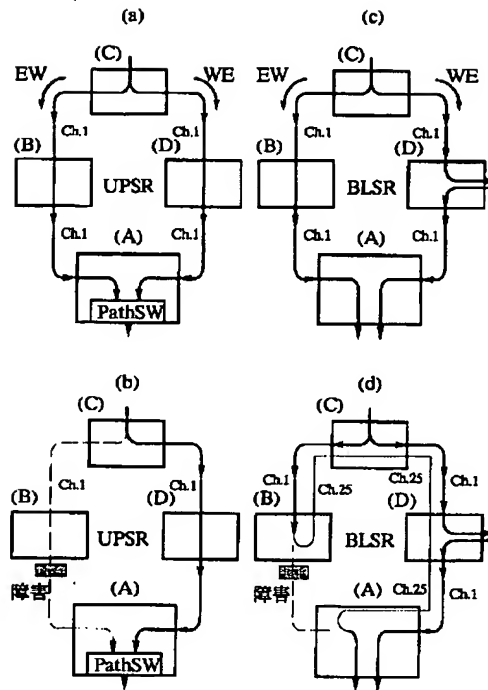 (a)
(C)
EW
WE
Ch.1
Ch.1
(B)
(D)
UPSR
Ch.1
Ch.1
(A)
PathSW
(c)
(C)
EW
WE
Ch.1
Ch.1
(B)
(D)
BLSR
Ch.1
Ch.1
(A)
(b)
(C)
Ch.1
Ch.1
(B)
(D)
UPSR
障害
(A)
PathSW
(d)
(C)
Ch.1
Ch.25
Ch.25
Ch.1
(B)
(D)
BLSR
障害
(A)
Ch.25
Ch.1